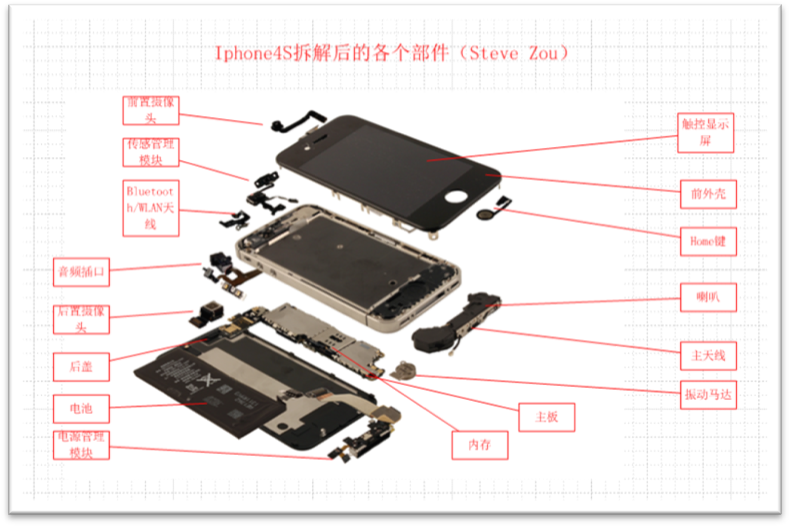 Iphone4S拆解后的各个部件（Steve Zou）
前置摄像
头
传感管理
模块
Bluetoot
h/WLAN天
线
音频插口
后置摄像
头
后盖
电池
电源管理
模块
触控显示
屏
前外壳
Home键
喇叭
主天线
振动马达
主板
内存